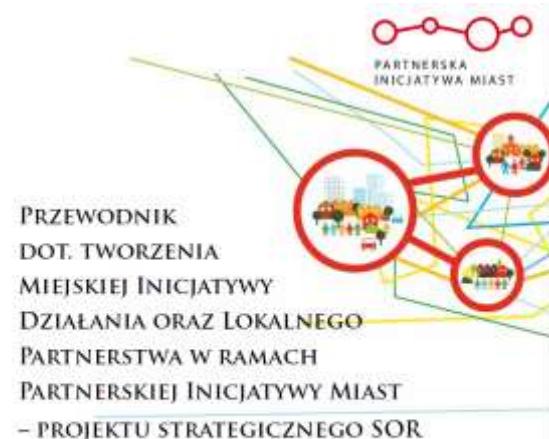 PARTNERSKA
INICJATYWA MIAST
PRZEWODNIK
DOT. TWORZENIA
MIEJSKIEJ INICJATYWY
DZIAŁANIA ORAZ LOKALNEGO
PARTNERSTWA W RAMACH
PARTNERSKIEJ INICJATYWY MIAST
– PROJEKTU STRATEGICZNEGO SOR